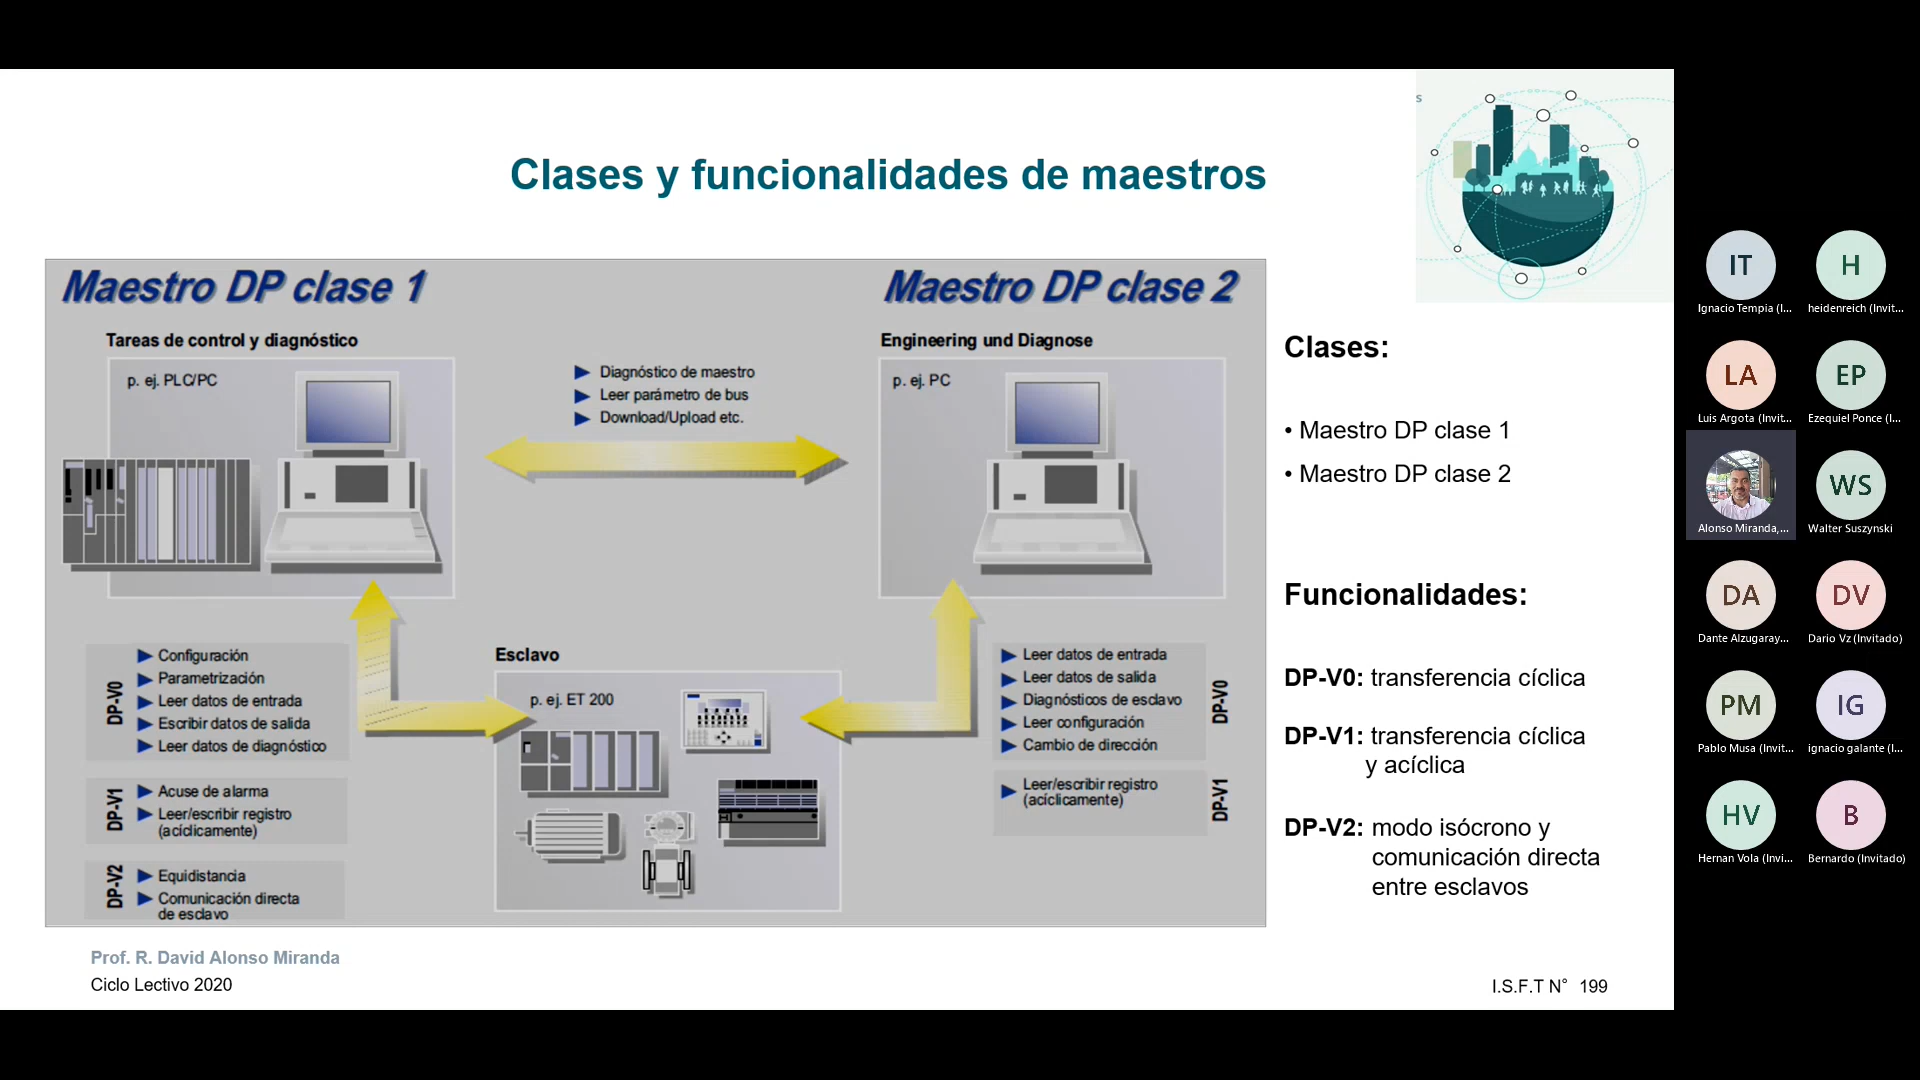 s
Clases y funcionalidades de maestros
Maestro DP clase 1
Maestro DP clase 2
Tareas de control y diagnóstico
p. ej. PLC/PC
Diagnóstico de maestro
Leer parámetro de bus
Download/Upload etc.
Engineering und Diagnose
p. ej. PC
DP-V0
Configuración
Parametrización
Leer datos de entrada
Escribir datos de salida
Leer datos de diagnóstico
DP-V1
Acuse de alarma
Leer/escribir registro
(acíclicamente)
DP-V2
Equidistancia
Comunicación directa
de esclavo
Esclavo
p. ej. ET 200
Leer datos de entrada
Leer datos de salida
Diagnósticos de esclavo
Leer configuración
Cambio de dirección
DP-V0
Leer/escribir registro
(acíclicamente)
DP-V1
Clases:
• Maestro DP clase 1
• Maestro DP clase 2
Funcionalidades:
DP-V0: transferencia cíclica
DP-V1: transferencia cíclica
y acíclica
DP-V2: modo isócrono y
comunicación directa
entre esclavos
Prof. R. David Alonso Miranda
Ciclo Lectivo 2020
I.S.F.T N° 199
IT
Ignacio Tempia (I...
H
heidenreich (Invit...
LA
Luis Argota (Invit...
EP
Ezequiel Ponce (I...
Alonso Miranda,...
WS
Walter Suszynski
DA
Dante Alzugaray...
DV
Dario Vz (Invitado)
PM
Pablo Musa (Invit...
IG
ignacio galante (I...
HV
Hernan Vola (Invi...
B
Bernardo (Invitado)